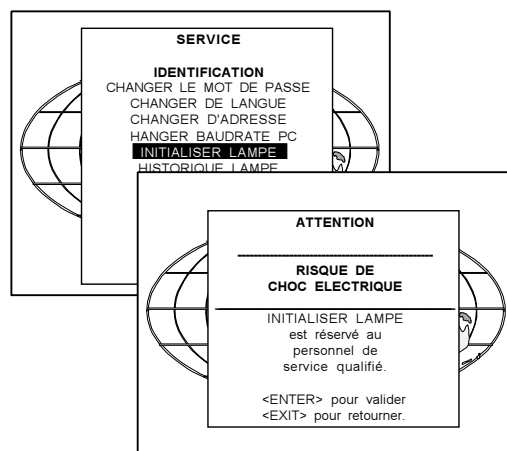 SERVICE
IDENTIFICATION
CHANGER LE MOT DE PASSE
CHANGER DE LANGUE
CHANGER D'ADRESSE
HANGER BAUDRATE PC
INITIALISER LAMPE
HISTORIQUE LAMPE
ATTENTION
RISQUE DE
CHOC ELECTRIQUE
INITIALISER LAMPE
est réservé au
personnel de
service qualifié.
<ENTER> pour valider
<EXIT> pour retourner.